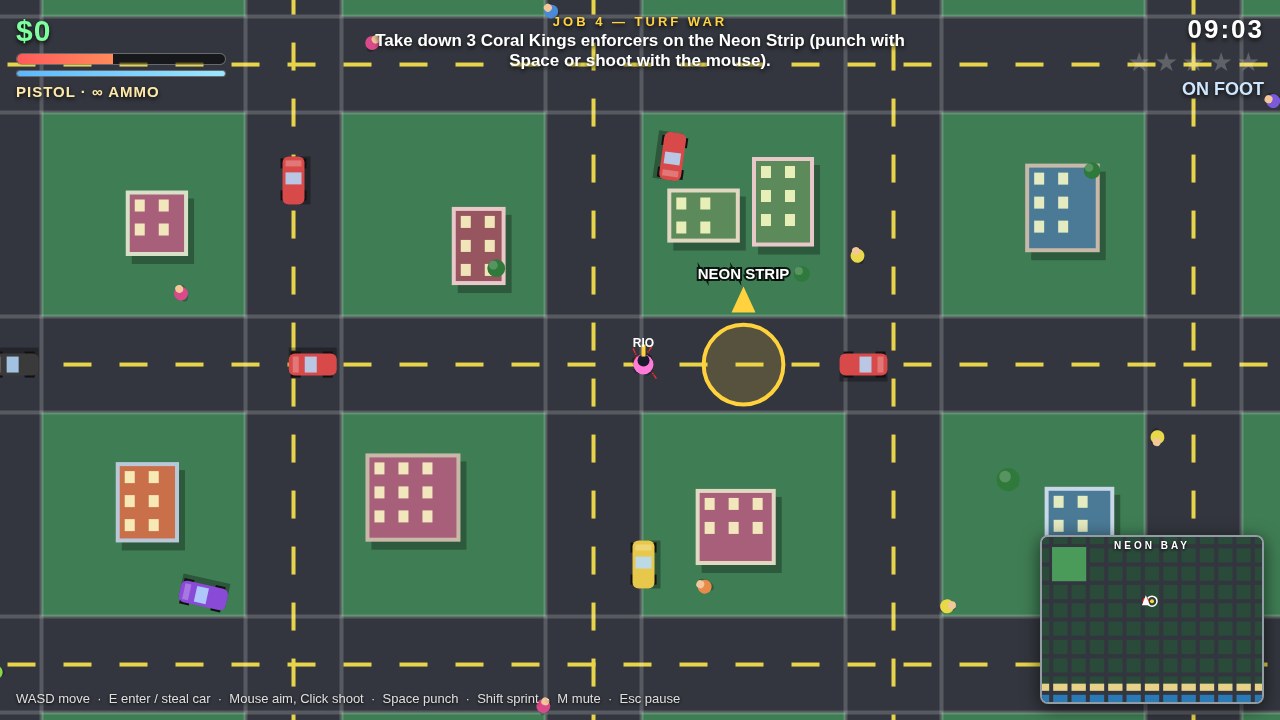 $0
JOB 4 — TURF WAR
09:03
Take down 3 Coral Kings enforcers on the Neon Strip (punch with
Space or shoot with the mouse).
PISTOL · ∞ AMMO
ON FOOT
NEON STRIP
RIO
NEON BAY
WASD move · E enter / steal car · Mouse aim, Click shoot · Space punch · Shift sprint · M mute · Esc pause